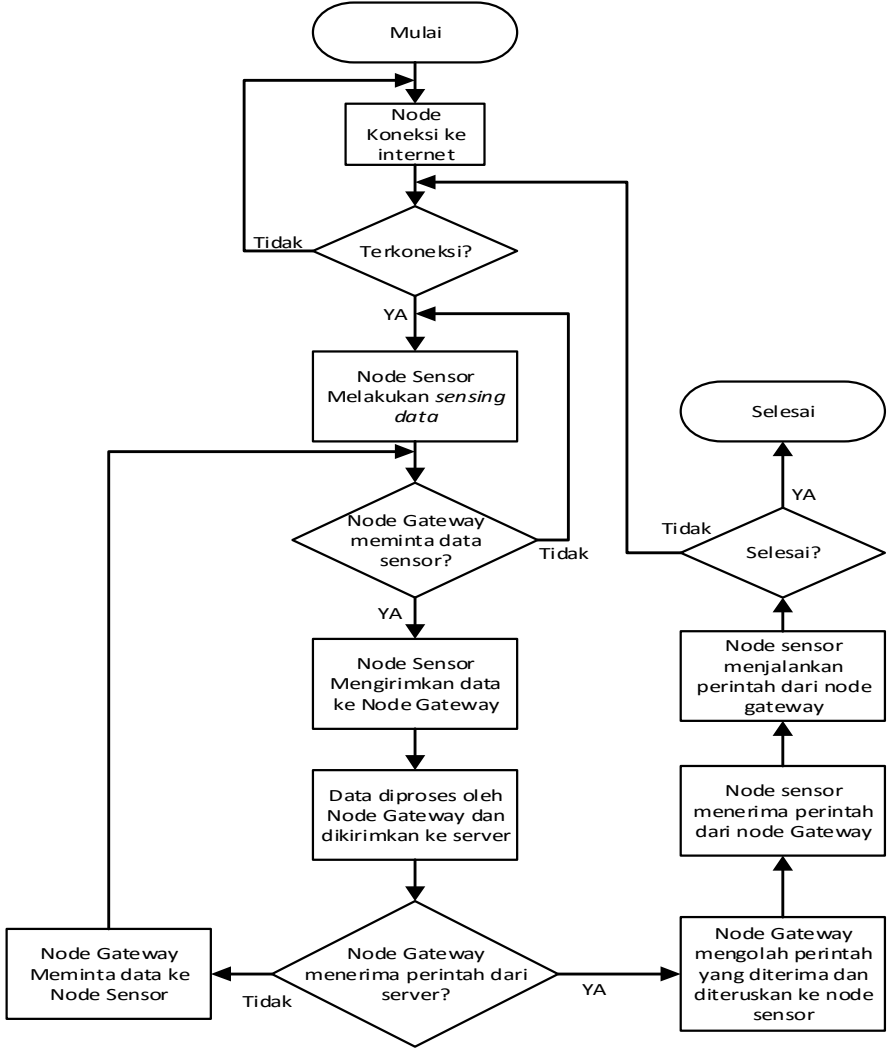 Mulai
Node
Koneksi ke
internet
Tidak
Terkoneksi?
YA
Node Sensor
Melakukan sensing
data
Node Gateway
meminta data
sensor?
Tidak
YA
Node Sensor
Mengirimkan data
ke Node Gateway
Data diproses oleh
Node Gateway dan
dikirimkan ke server
Node Gateway
menerima perintah dari
server?
Tidak
Node Gateway
Meminta data ke
Node Sensor
YA
Node Gateway
mengolah perintah
yang diterima dan
diteruskan ke node
sensor
Node sensor
menerima perintah
dari node Gateway
Node sensor
menjalankan
perintah dari node
gateway
Selesai?
Tidak
YA
Selesai